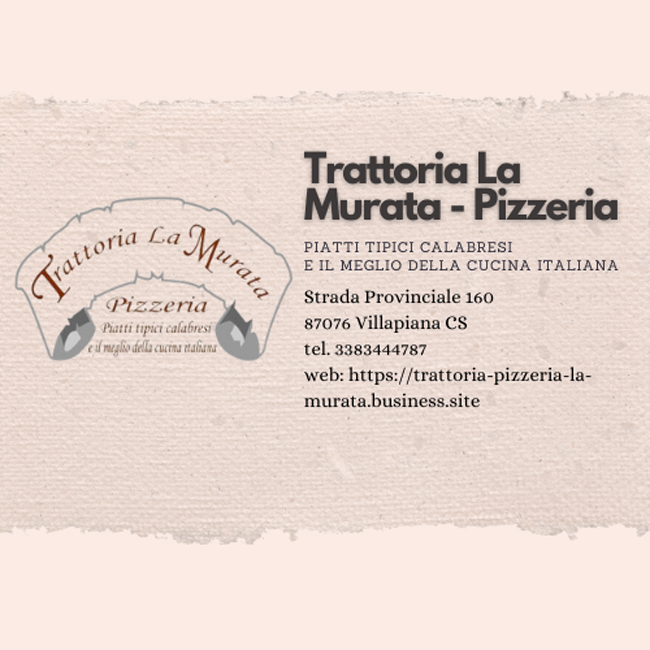 Trattoria La Murata
Pizzeria
Piatti tipici calabresi
e il meglio della cucina italiana
Trattoria La
Murata - Pizzeria
PIATTI TIPICI CALABRESI
E IL MEGLIO DELLA CUCINA ITALIANA
Strada Provinciale 160
87076 Villapiana CS
tel. 3383444787
web: https://trattoria-pizzeria-la-
murata.business.site